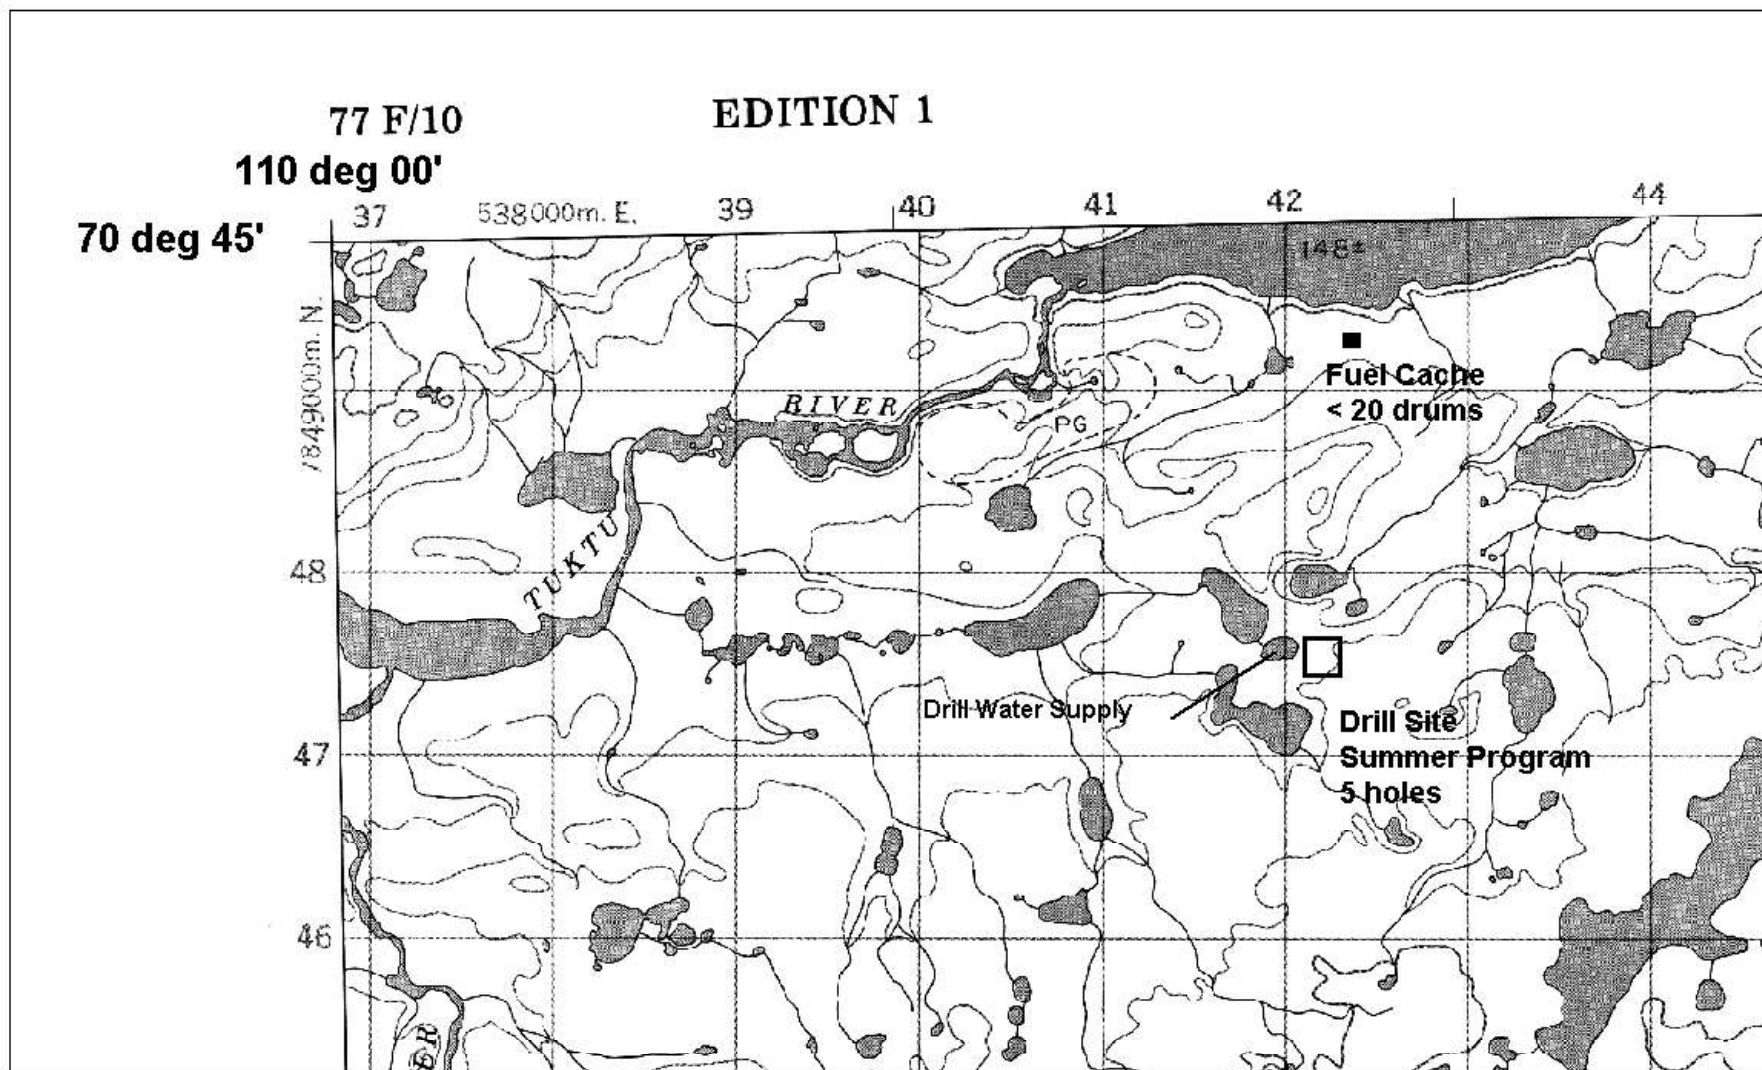 77 F/10
EDITION 1
110 deg 00'
37
538000m. E.
39
40
41
42
44
70 deg 45'
148±
7849000m. N.
Fuel Cache
< 20 drums
RIVER
PG
TUKTU
48
Drill Water Supply
Drill Site
Summer Program
5 holes
47
46